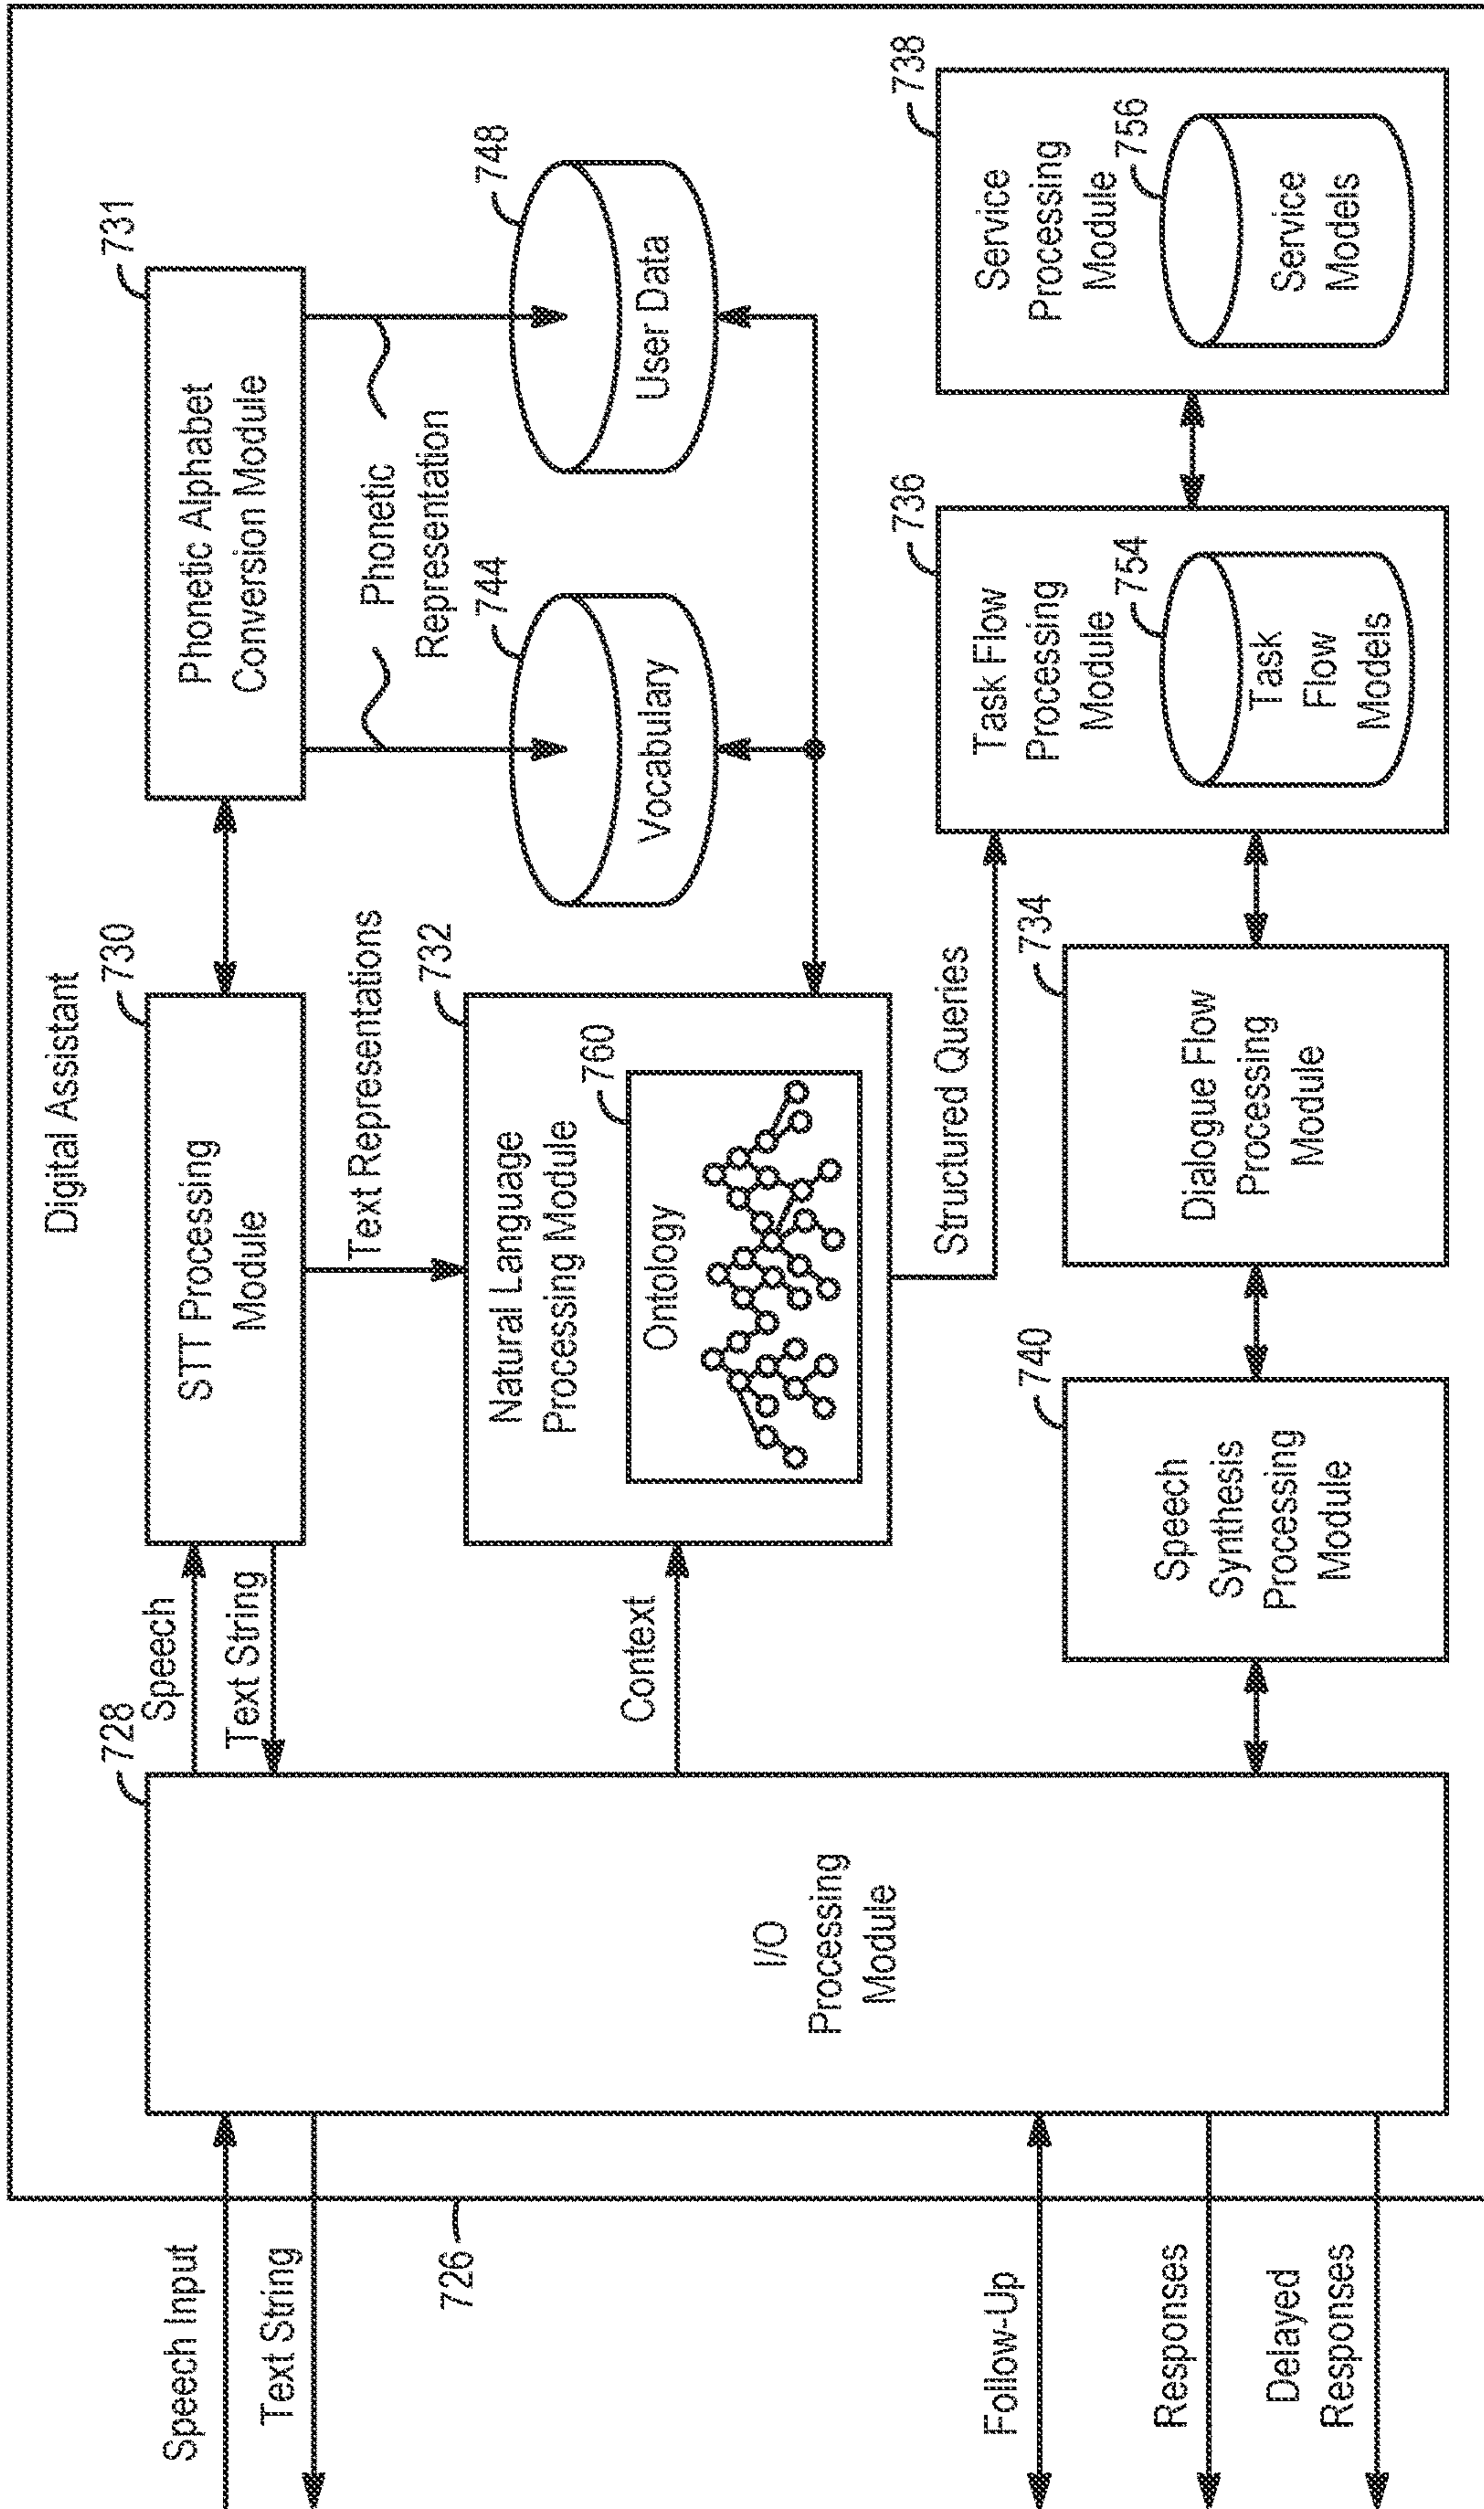 Digital Assistant
Speech Input
Text String
726
728
I/O
Processing
Module
Speech
Text String
730
STT Processing
Module
731
Phonetic Alphabet
Conversion Module
Text Representations
Phonetic
Representation
Context
732
Natural Language
Processing Module
760
Ontology
744
Vocabulary
748
User Data
Structured Queries
Follow-Up
Responses
Delayed
Responses
740
Speech
Synthesis
Processing
Module
734
Dialogue Flow
Processing
Module
736
Task Flow
Processing
Module
754
Task
Flow
Models
738
Service
Processing
Module
756
Service
Models